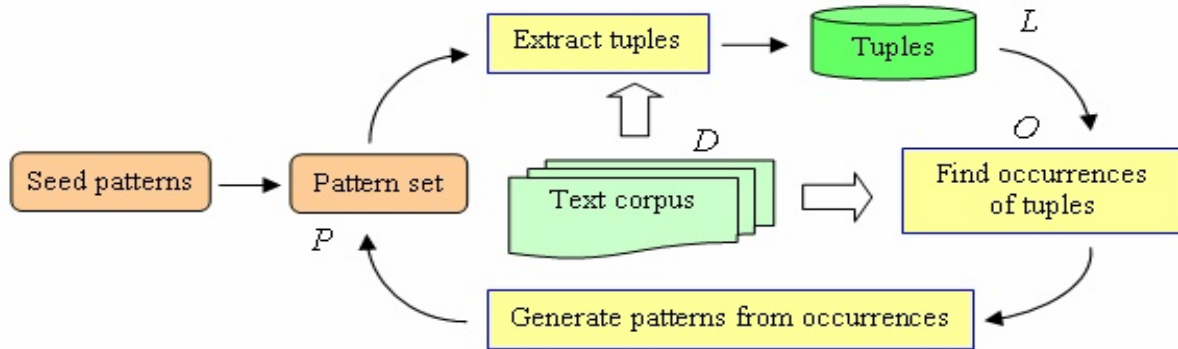 Extract tuples
Tuples
L
Seed patterns
Pattern set
P
D
Text corpus
O
Find occurrences
of tuples
Generate patterns from occurrences